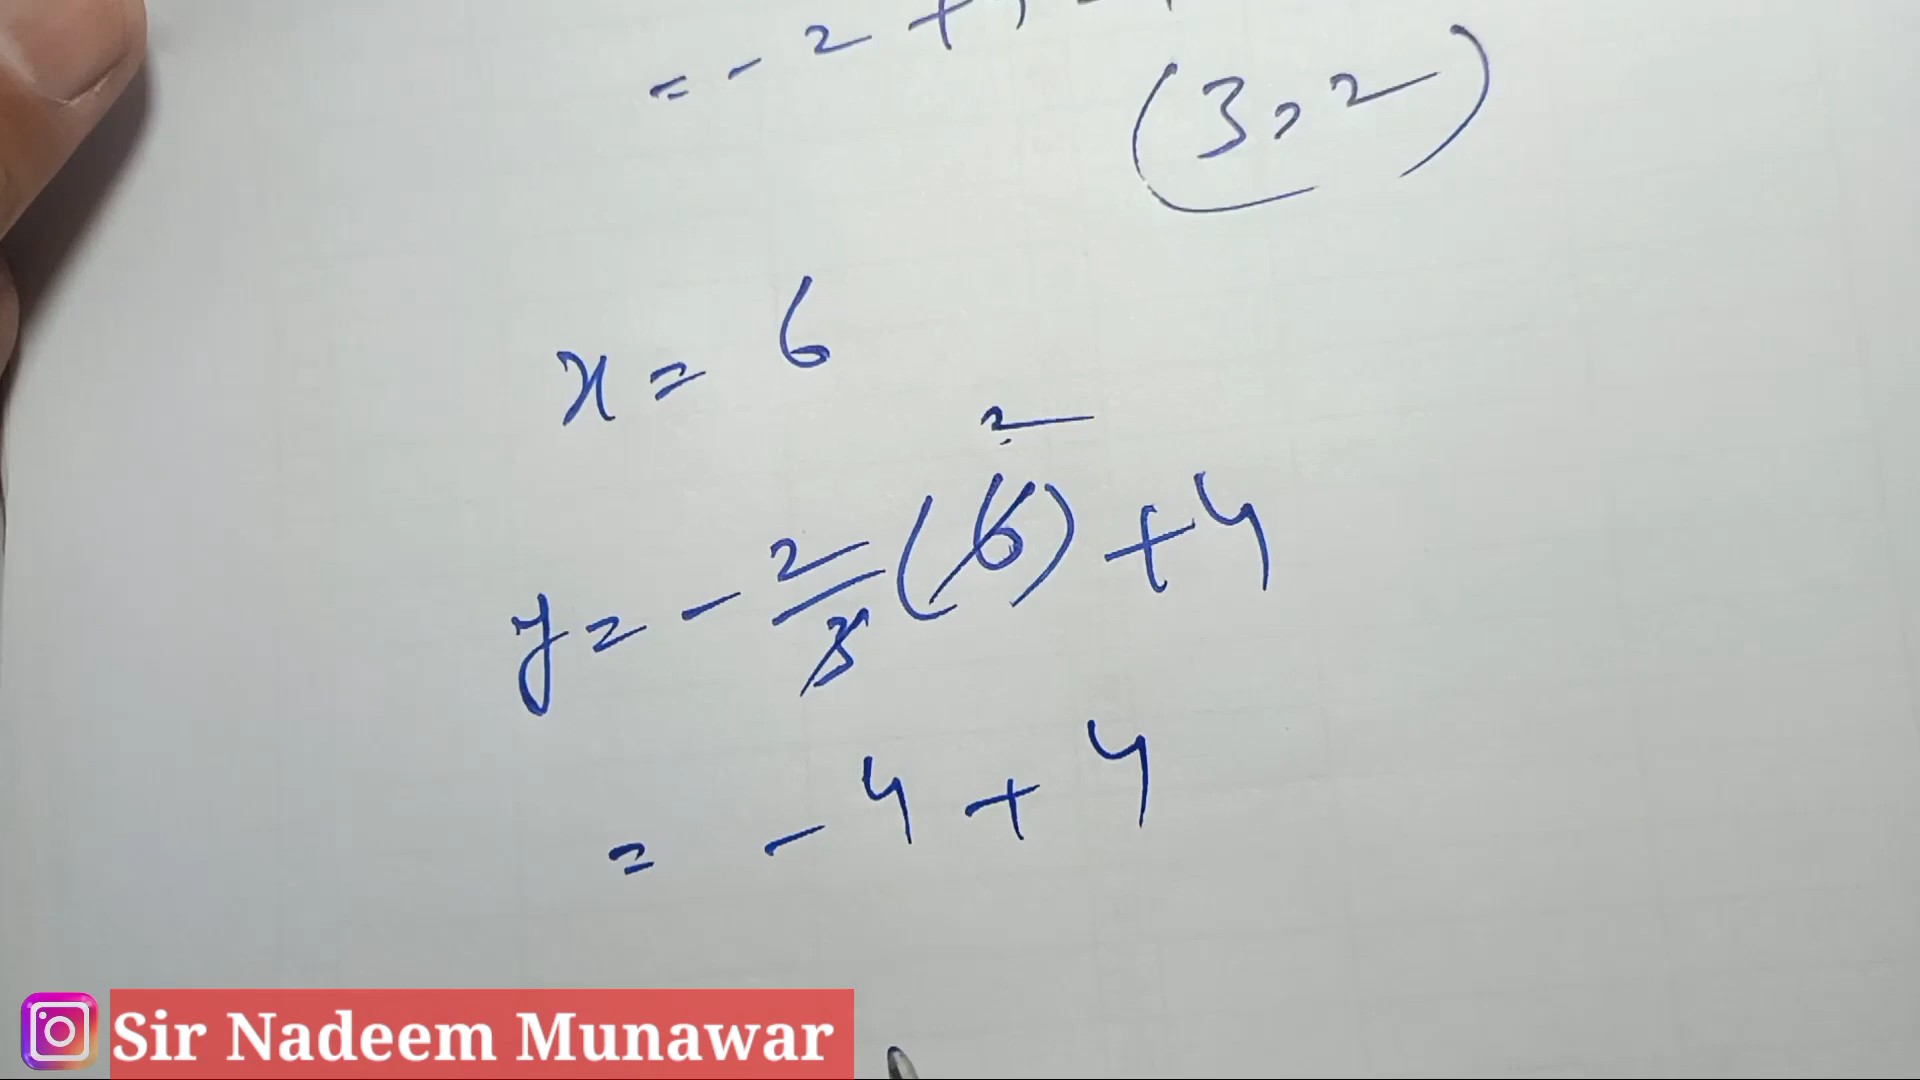 = - 2 +
(3, 2)
x = 6
2
y = - 2/3 (6) + 4
= - 4 + 4
Sir Nadeem Munawar